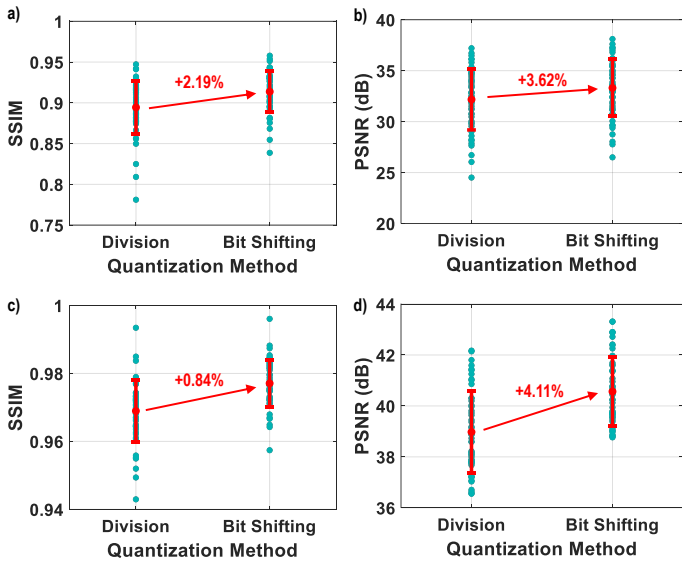 a)
1
0.95
0.9
0.85
0.8
0.75
SSIM
+2.19%
Division
Bit Shifting
Quantization Method
b)
40
35
30
25
20
PSNR (dB)
+3.62%
Division
Bit Shifting
Quantization Method
c)
1
0.98
0.96
0.94
SSIM
+0.84%
Division
Bit Shifting
Quantization Method
d)
44
42
40
38
36
PSNR (dB)
+4.11%
Division
Bit Shifting
Quantization Method